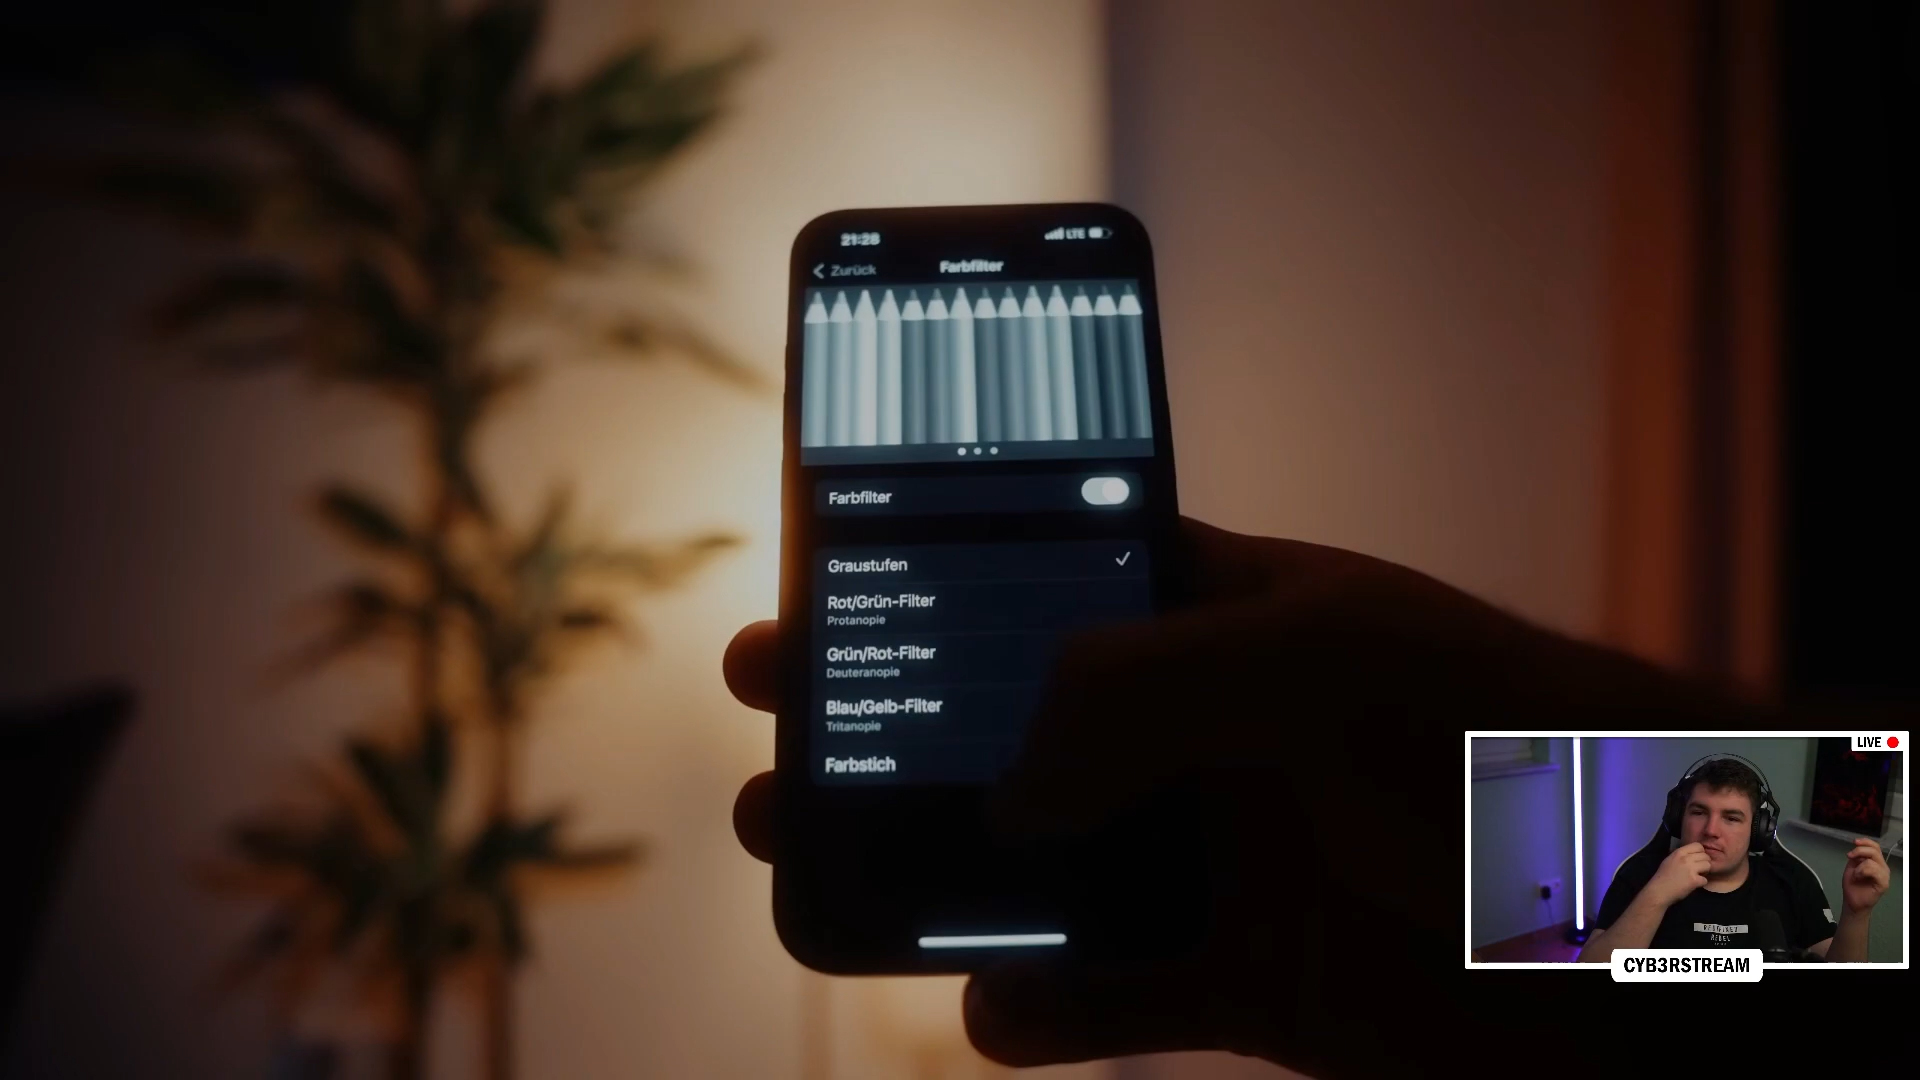 21:28
LTE
Zurück
Farbfilter
Farbfilter
Graustufen
Rot/Grün-Filter
Protanopie
Grün/Rot-Filter
Deuteranopie
Blau/Gelb-Filter
Tritanopie
Farbstich
LIVE
REBEL
CYB3RSTREAM